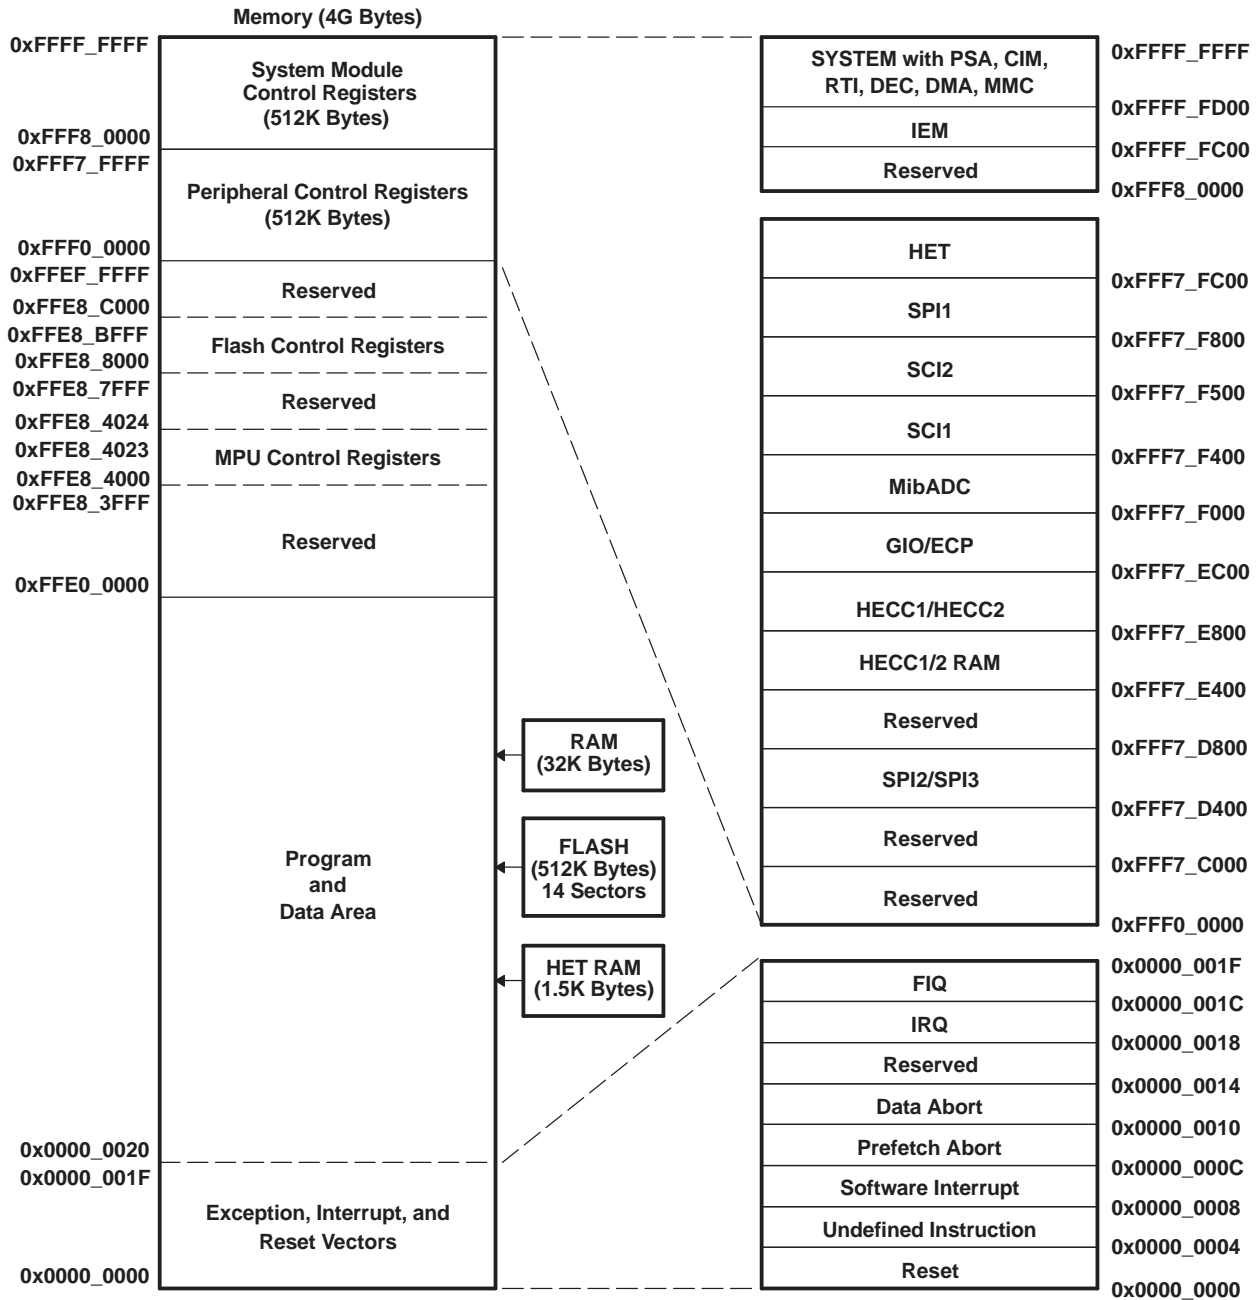 Memory (4G Bytes)
0xFFFF_FFFF
System Module
Control Registers
(512K Bytes)
0xFFF8_0000
0xFFF7_FFFF
Peripheral Control Registers
(512K Bytes)
0xFFF0_0000
0xFFEF_FFFF
Reserved
0xFFE8_C000
0xFFE8_BFFF
Flash Control Registers
0xFFE8_8000
0xFFE8_7FFF
Reserved
0xFFE8_4024
0xFFE8_4023
MPU Control Registers
0xFFE8_4000
0xFFE8_3FFF
Reserved
0xFFE0_0000
Program
and
Data Area
0x0000_0020
0x0000_001F
Exception, Interrupt, and
Reset Vectors
0x0000_0000
RAM
(32K Bytes)
FLASH
(512K Bytes)
14 Sectors
HET RAM
(1.5K Bytes)
SYSTEM with PSA, CIM,
RTI, DEC, DMA, MMC
0xFFFF_FFFF
0xFFFF_FD00
IEM
0xFFFF_FC00
Reserved
0xFFF8_0000
HET
0xFFF7_FC00
SPI1
0xFFF7_F800
SCI2
0xFFF7_F500
SCI1
0xFFF7_F400
MibADC
0xFFF7_F000
GIO/ECP
0xFFF7_EC00
HECC1/HECC2
0xFFF7_E800
HECC1/2 RAM
0xFFF7_E400
Reserved
0xFFF7_D800
SPI2/SPI3
0xFFF7_D400
Reserved
0xFFF7_C000
Reserved
0xFFF0_0000
0x0000_001F
FIQ
0x0000_001C
IRQ
0x0000_0018
Reserved
0x0000_0014
Data Abort
0x0000_0010
Prefetch Abort
0x0000_000C
Software Interrupt
0x0000_0008
Undefined Instruction
0x0000_0004
Reset
0x0000_0000